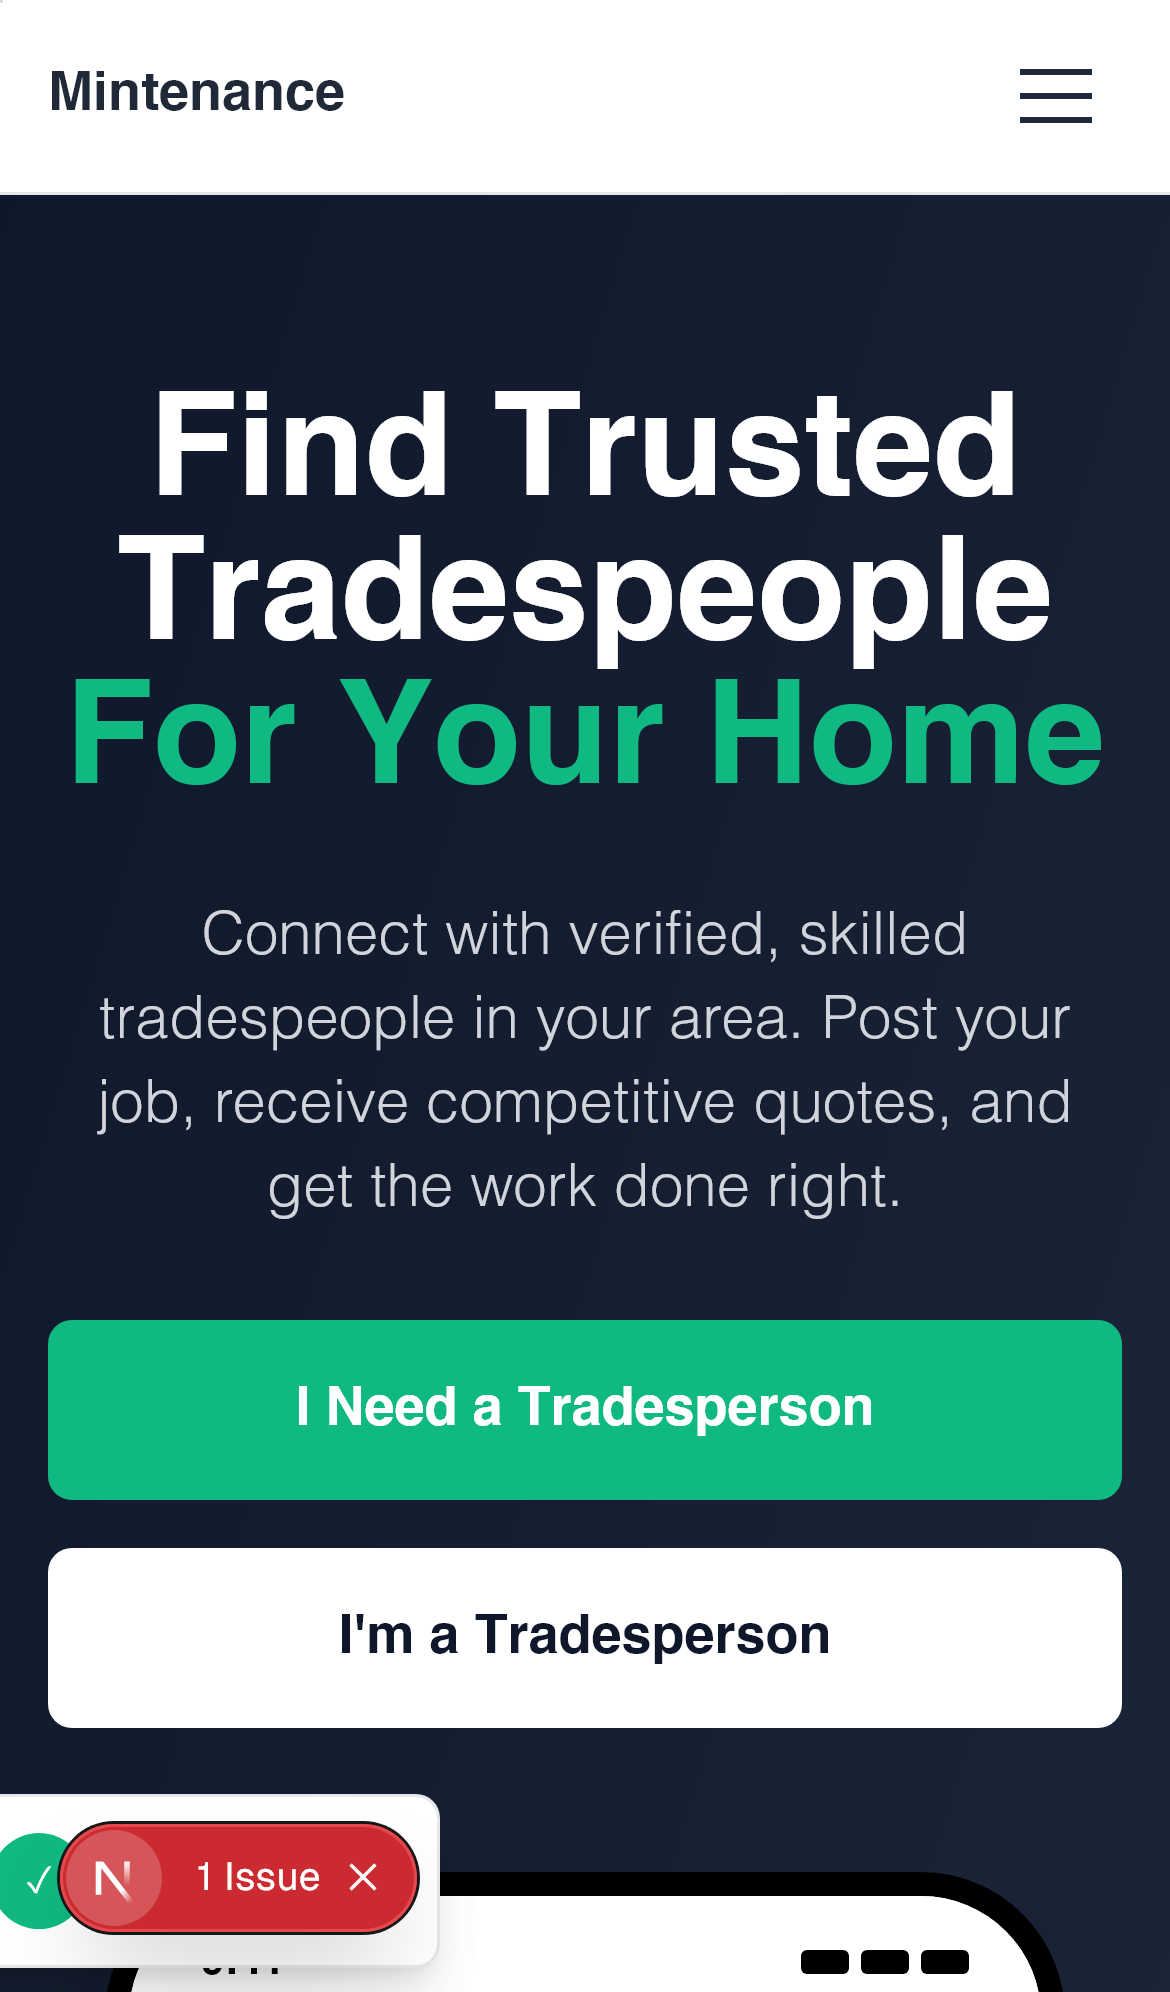 Mintenance
Find Trusted
Tradespeople
For Your Home
Connect with verified, skilled
tradespeople in your area. Post your
job, receive competitive quotes, and
get the work done right.
I Need a Tradesperson
I'm a Tradesperson
✓ N 1 Issue ×